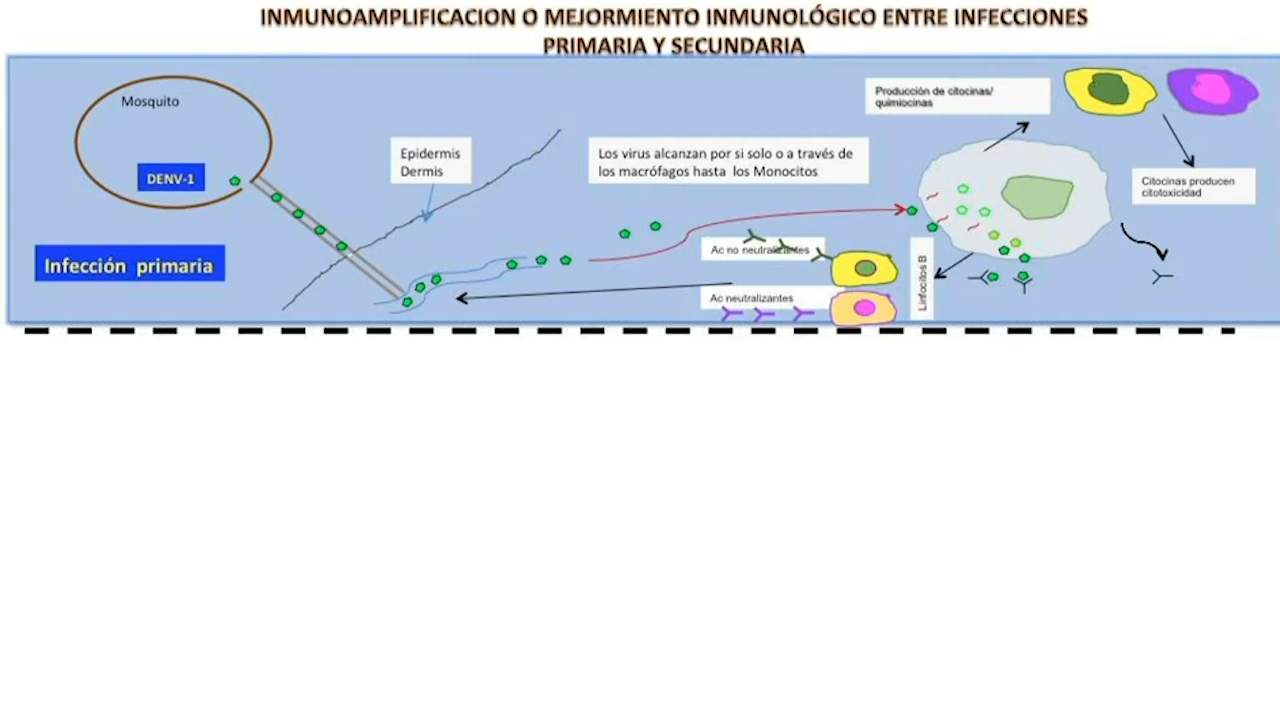 INMUNOAMPLIFICACION O MEJORMIENTO INMUNOLÓGICO ENTRE INFECCIONES
PRIMARIA Y SECUNDARIA
Mosquito
DENV-1
Infección primaria
Epidermis
Dermis
Los virus alcanzan por si solo o a través de
los macrófagos hasta los Monocitos
Producción de citocinas/
quimiocinas
Citocinas producen
citotoxicidad
Ac no neutralizantes
Ac neutralizantes
Linfocitos B